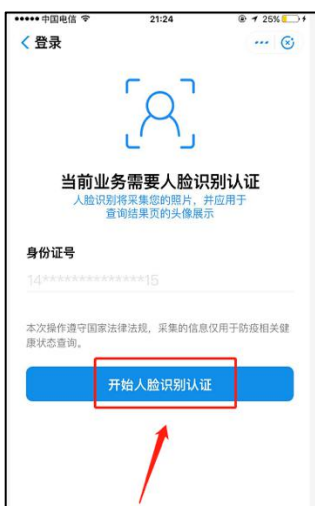 中国电信 21:24 25%
登录
当前业务需要人脸识别认证
人脸识别将采集您的照片，并应用于
查询结果页的头像展示
身份证号
14**************15
本次操作遵守国家法律法规，采集的信息仅用于防疫相关健
康状态查询。
开始人脸识别认证